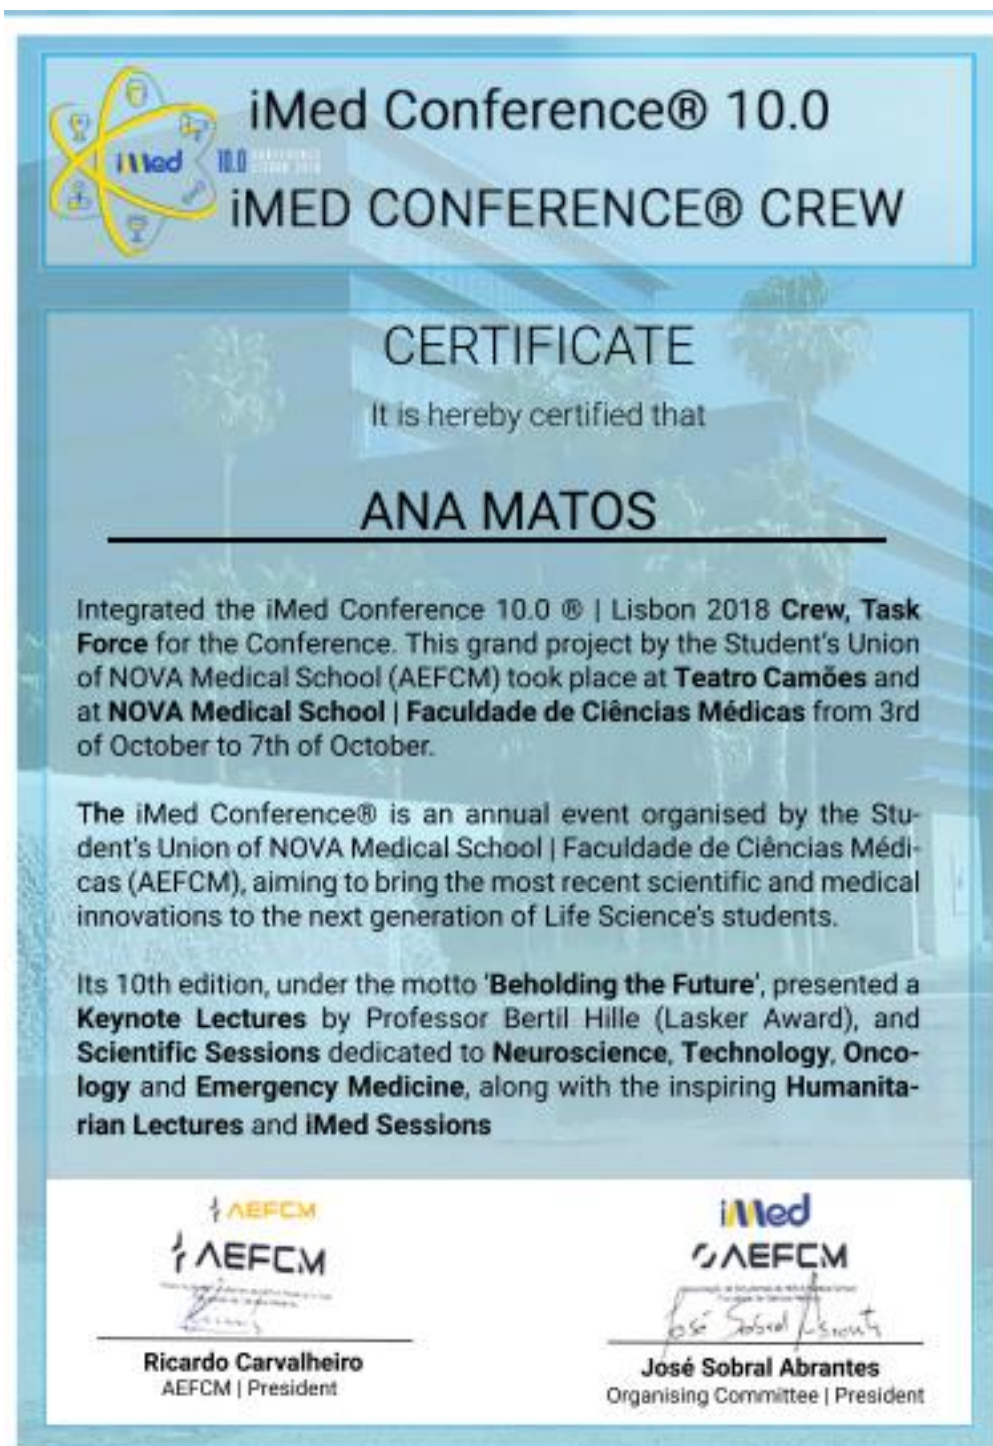 iMed Conference® 10.0
iMed 10.0 CONFERENCE
LISBON 2018
iMED CONFERENCE® CREW
CERTIFICATE
It is hereby certified that
ANA MATOS
Integrated the iMed Conference 10.0 ® | Lisbon 2018 Crew, Task
Force for the Conference. This grand project by the Student's Union
of NOVA Medical School (AEFCM) took place at Teatro Camões and
at NOVA Medical School | Faculdade de Ciências Médicas from 3rd
of October to 7th of October.
The iMed Conference® is an annual event organised by the Stu-
dent's Union of NOVA Medical School | Faculdade de Ciências Médi-
cas (AEFCM), aiming to bring the most recent scientific and medical
innovations to the next generation of Life Science's students.
Its 10th edition, under the motto 'Beholding the Future', presented a
Keynote Lectures by Professor Bertil Hille (Lasker Award), and
Scientific Sessions dedicated to Neuroscience, Technology, Onco-
logy and Emergency Medicine, along with the inspiring Humanita-
rian Lectures and iMed Sessions
AEFCM
AEFCM
Ricardo Carvalheiro
AEFCM | President
iMed
AEFCM
José Sobral Abrantes
José Sobral Abrantes
Organising Committee | President